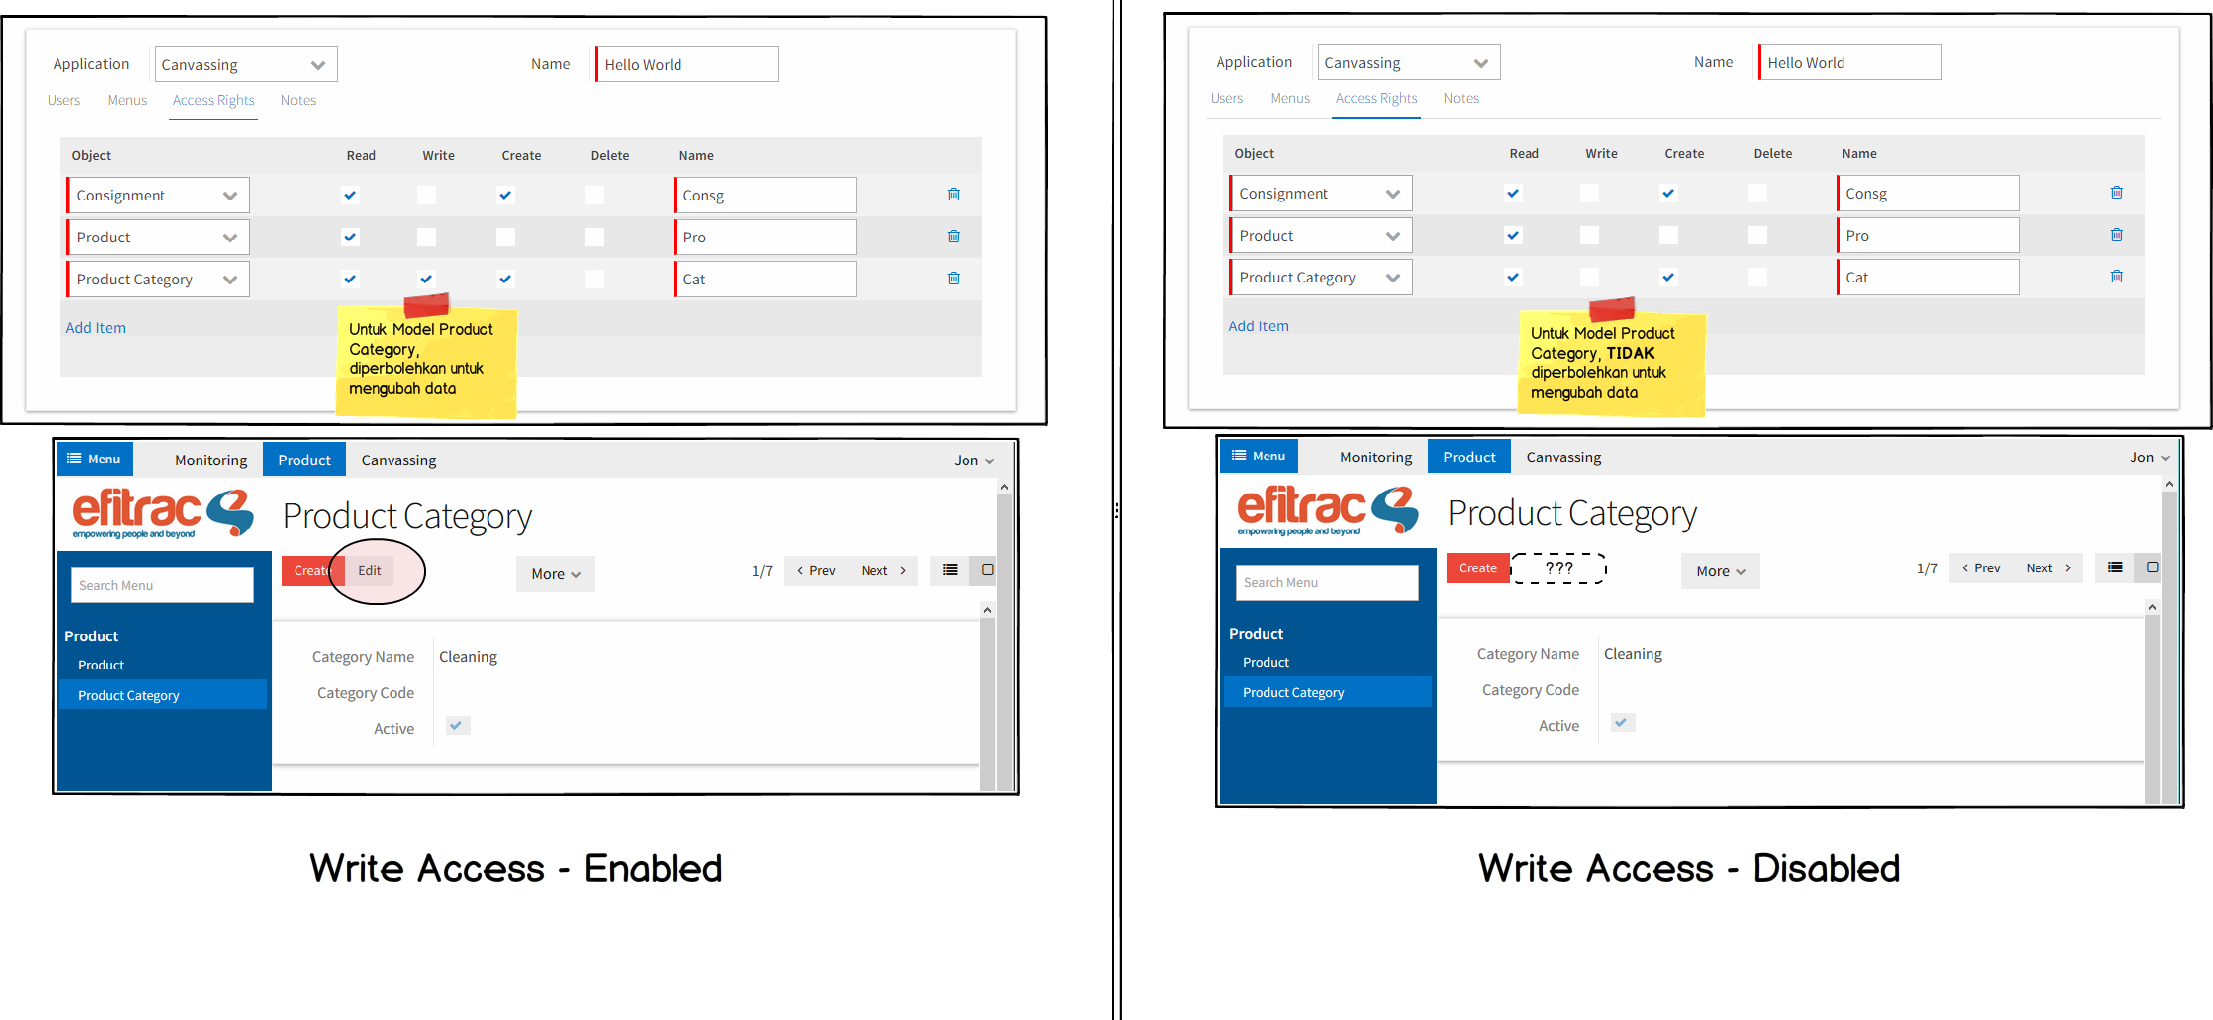 Application Canvassing Name Hello World
Users Menus Access Rights Notes
Object Read Write Create Delete Name
Consignment Consg
Product Pro
Product Category Cat
Add Item
Untuk Model Product
Category,
diperbolehkan untuk
mengubah data
Menu Monitoring Product Canvassing Jon
efitrac
empowering people and beyond
Product Category
Create Edit More 1/7 Prev Next
Search Menu
Product
Product
Product Category
Category Name Cleaning
Category Code
Active
Write Access - Enabled
Application Canvassing Name Hello World
Users Menus Access Rights Notes
Object Read Write Create Delete Name
Consignment Consg
Product Pro
Product Category Cat
Add Item
Untuk Model Product
Category, TIDAK
diperbolehkan untuk
mengubah data
Menu Monitoring Product Canvassing Jon
efitrac
empowering people and beyond
Product Category
Create ??? More 1/7 Prev Next
Search Menu
Product
Product
Product Category
Category Name Cleaning
Category Code
Active
Write Access - Disabled